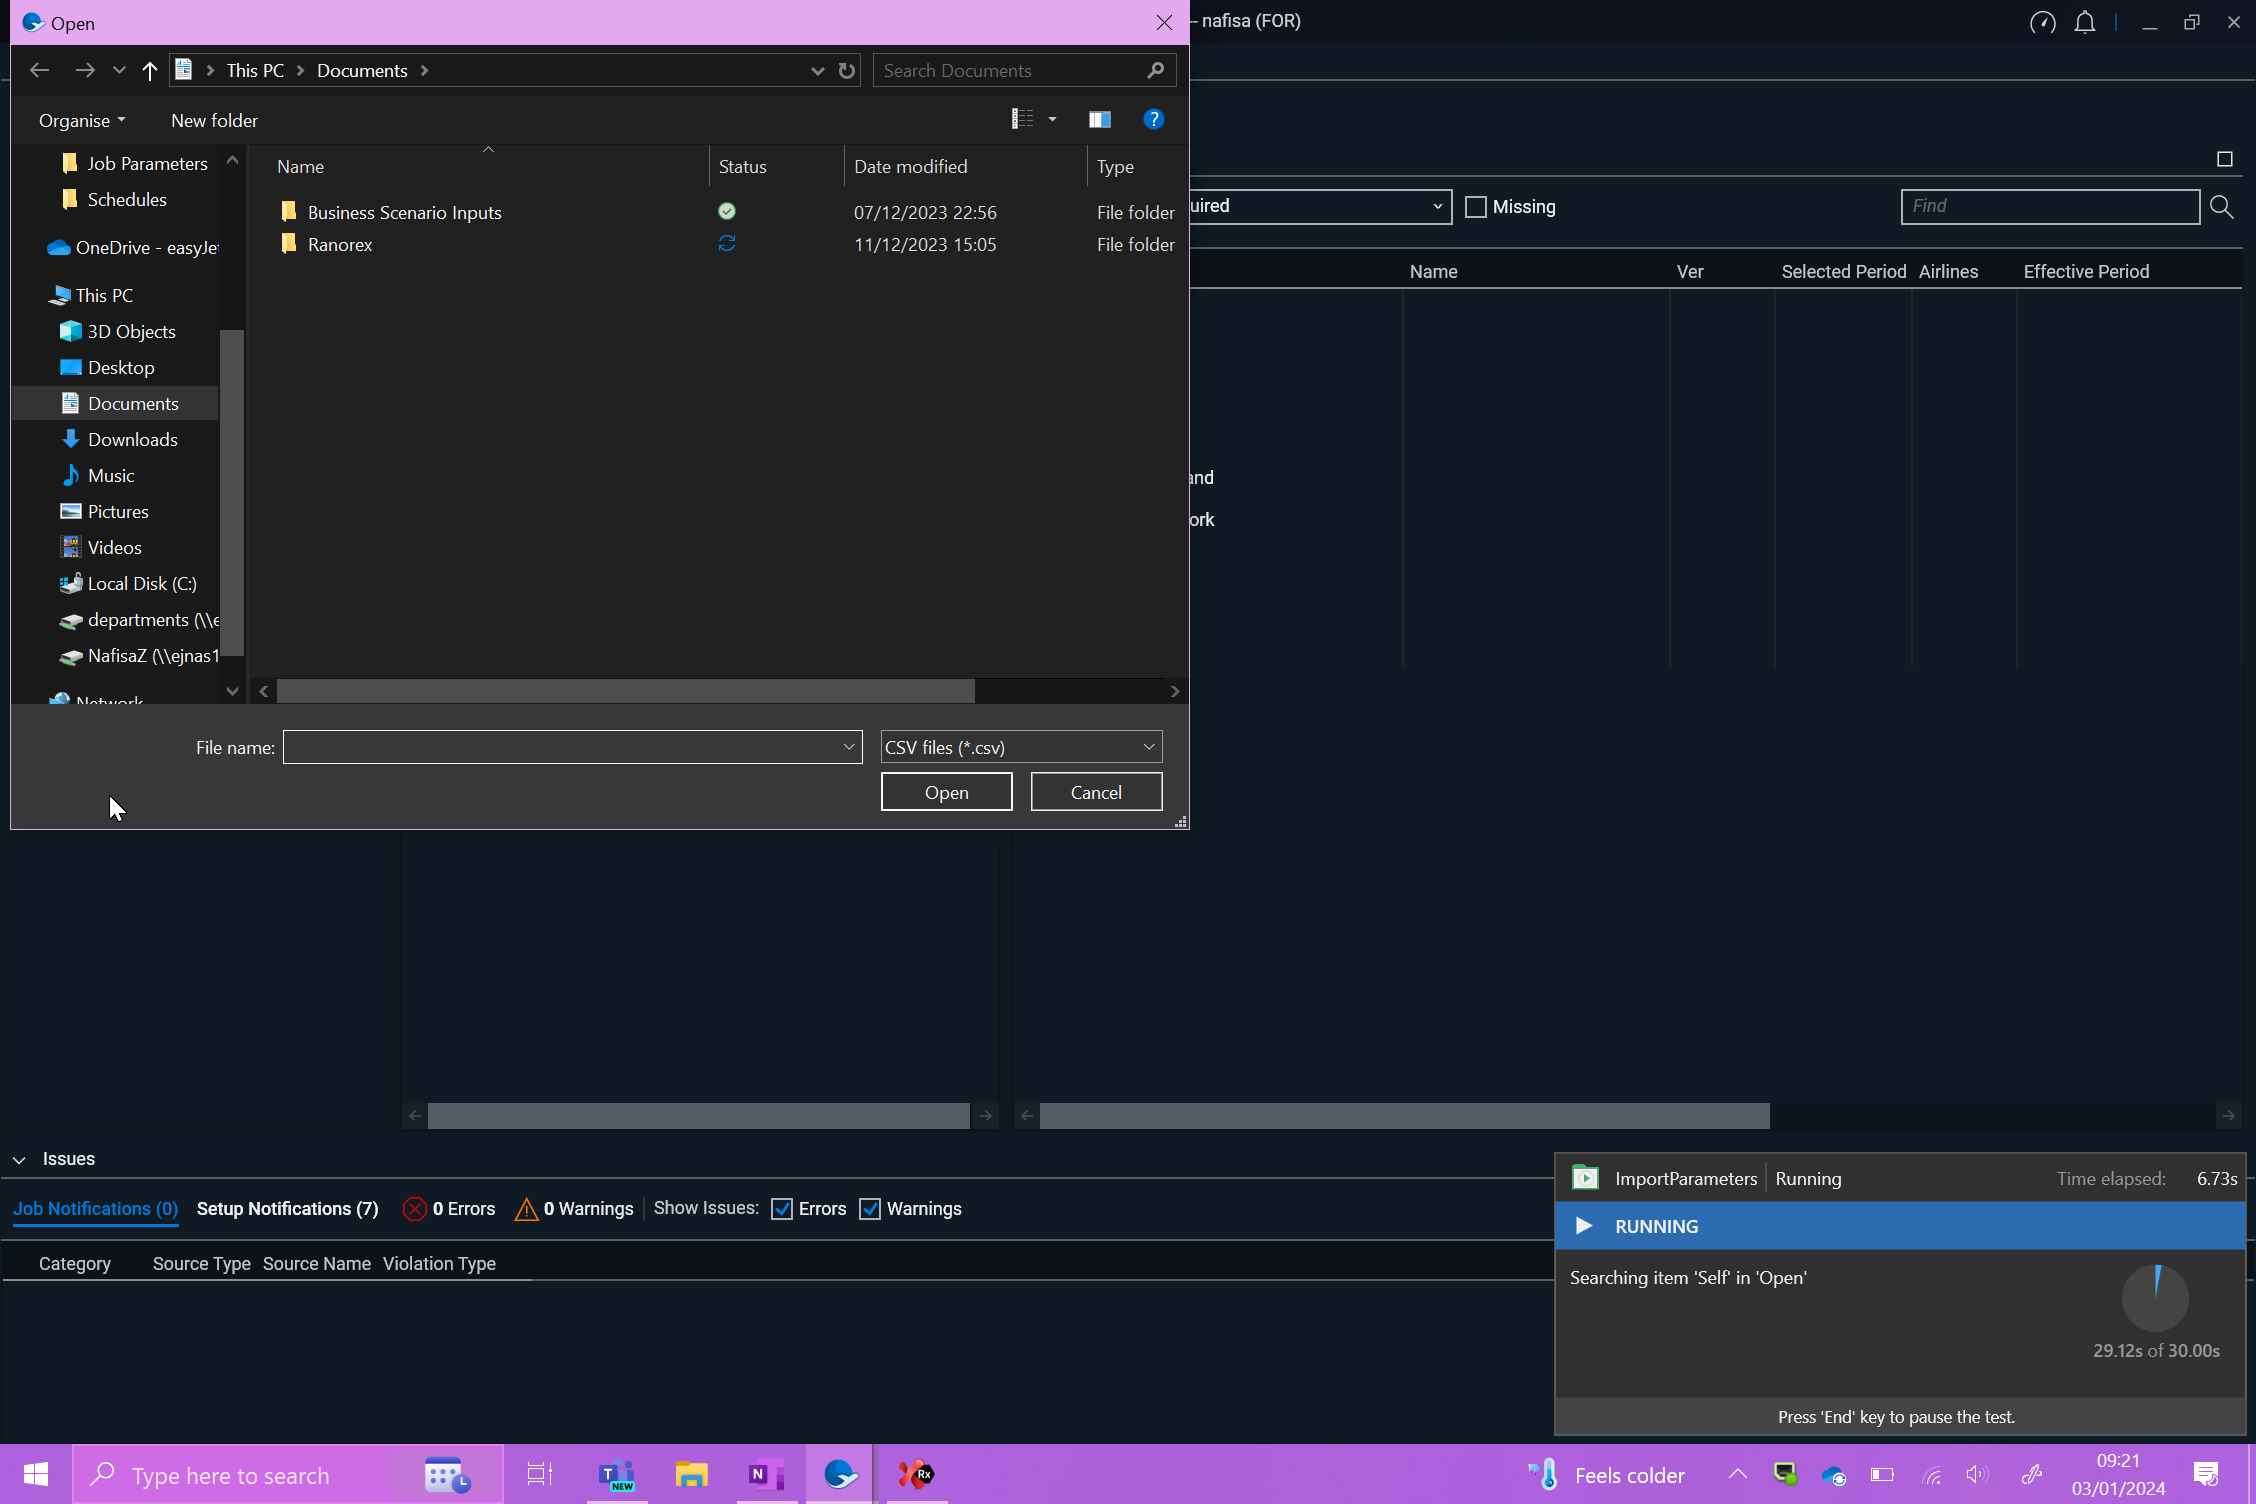 Open
– nafisa (FOR)
This PC
Documents
Search Documents
Organise
New folder
Job Parameters
Schedules
OneDrive - easyJet
This PC
3D Objects
Desktop
Documents
Downloads
Music
Pictures
Videos
Local Disk (C:)
departments (\\e
NafisaZ (\\ejnas1
Network
Name
Status
Date modified
Type
Business Scenario Inputs
07/12/2023 22:56
File folder
Ranorex
11/12/2023 15:05
File folder
File name:
CSV files (*.csv)
Open
Cancel
uired
Missing
Find
Name
Ver
Selected Period
Airlines
Effective Period
and
ork
Issues
Job Notifications (0)
Setup Notifications (7)
0 Errors
0 Warnings
Show Issues:
Errors
Warnings
Category
Source Type
Source Name
Violation Type
ImportParameters
Running
Time elapsed:
6.73s
RUNNING
Searching item 'Self' in 'Open'
29.12s of 30.00s
Press 'End' key to pause the test.
Type here to search
T
NEW
N
Rx
Feels colder
09:21
03/01/2024